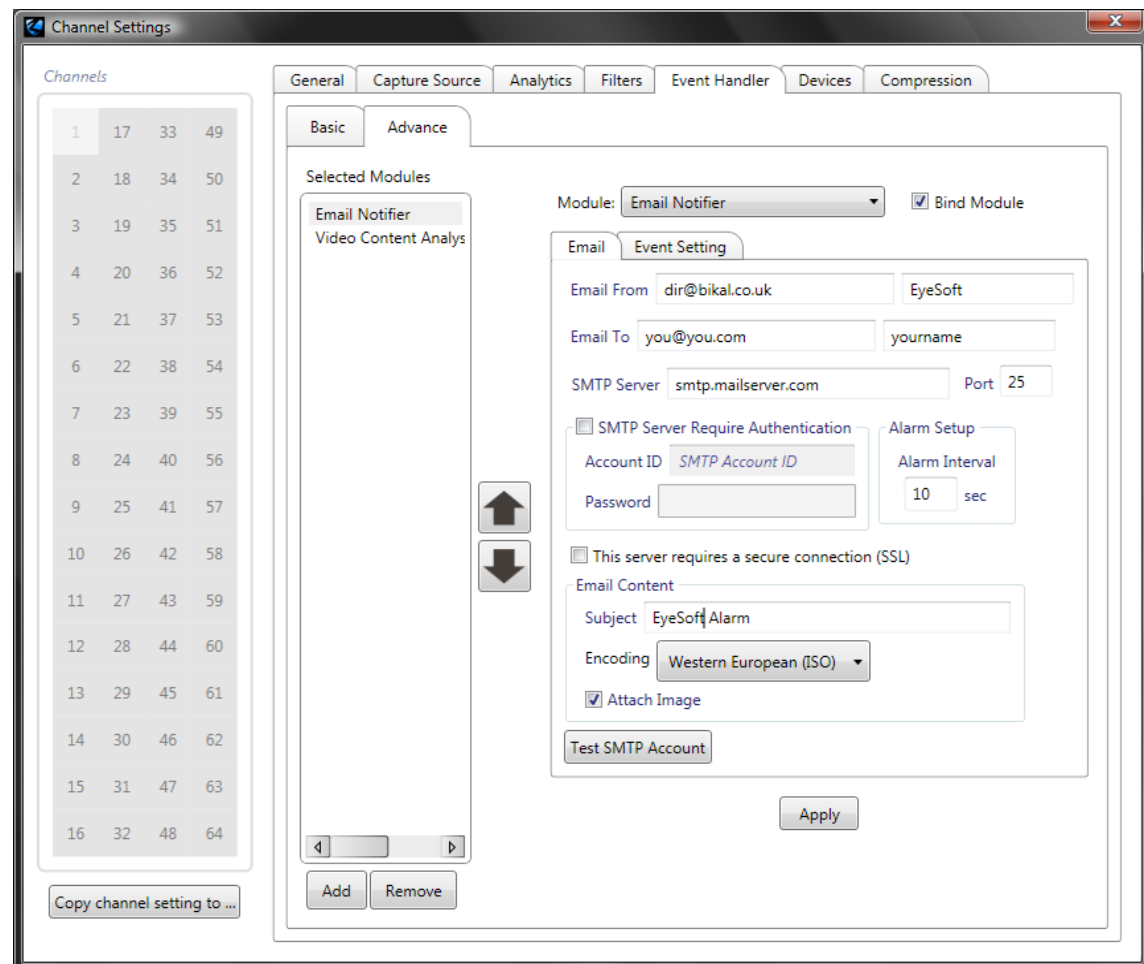 Channel Settings
Channels
General Capture Source Analytics Filters Event Handler Devices Compression
Basic Advance
1 17 33 49
2 18 34 50
3 19 35 51
4 20 36 52
5 21 37 53
6 22 38 54
7 23 39 55
8 24 40 56
9 25 41 57
10 26 42 58
11 27 43 59
12 28 44 60
13 29 45 61
14 30 46 62
15 31 47 63
16 32 48 64
Copy channel setting to ...
Selected Modules
Email Notifier
Video Content Analys
Add Remove
Module: Email Notifier Bind Module
Email Event Setting
Email From dir@bikal.co.uk EyeSoft
Email To you@you.com yourname
SMTP Server smtp.mailserver.com Port 25
SMTP Server Require Authentication
Account ID SMTP Account ID
Password
Alarm Setup
Alarm Interval
10 sec
This server requires a secure connection (SSL)
Email Content
Subject EyeSoft Alarm
Encoding Western European (ISO)
Attach Image
Test SMTP Account
Apply